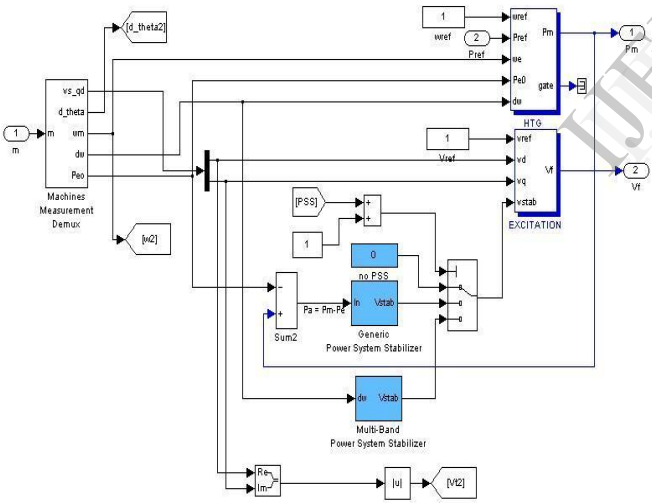 [d_theta2]
1
wref
2
Pref
wref
Pref
we
Pe0
dw
Pm
gate
HTG
1
Pm
1
m
m
vs_qd
d_theta
wm
dw
Peo
Machines
Measurement
Demux
[w2]
1
Vref
vref
vd
vq
vstab
Vf
EXCITATION
2
Vf
[PSS]
+
+
1
0
no PSS
−
+
Sum2
Pa = Pm-Pe
In
Vstab
Generic
Power System Stabilizer
dw
Vstab
Multi-Band
Power System Stabilizer
Re
Im
|u|
[Vt2]
IJE